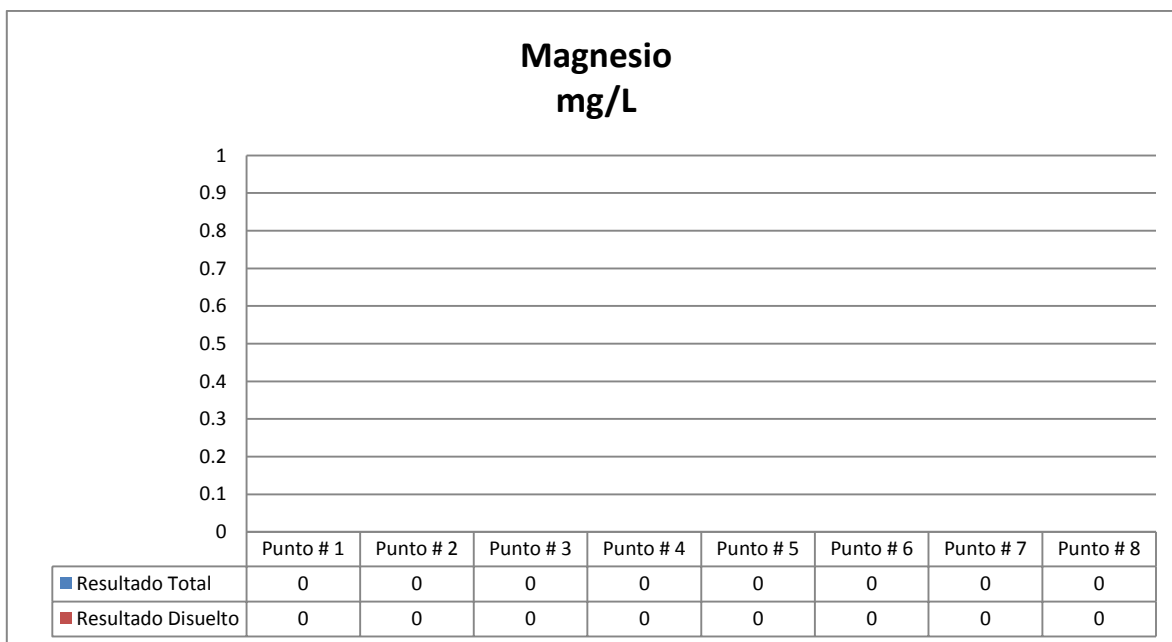 Magnesio
mg/L
1
0.9
0.8
0.7
0.6
0.5
0.4
0.3
0.2
0.1
0
Punto # 1 Punto # 2 Punto # 3 Punto # 4 Punto # 5 Punto # 6 Punto # 7 Punto # 8
Resultado Total 0 0 0 0 0 0 0 0
Resultado Disuelto 0 0 0 0 0 0 0 0